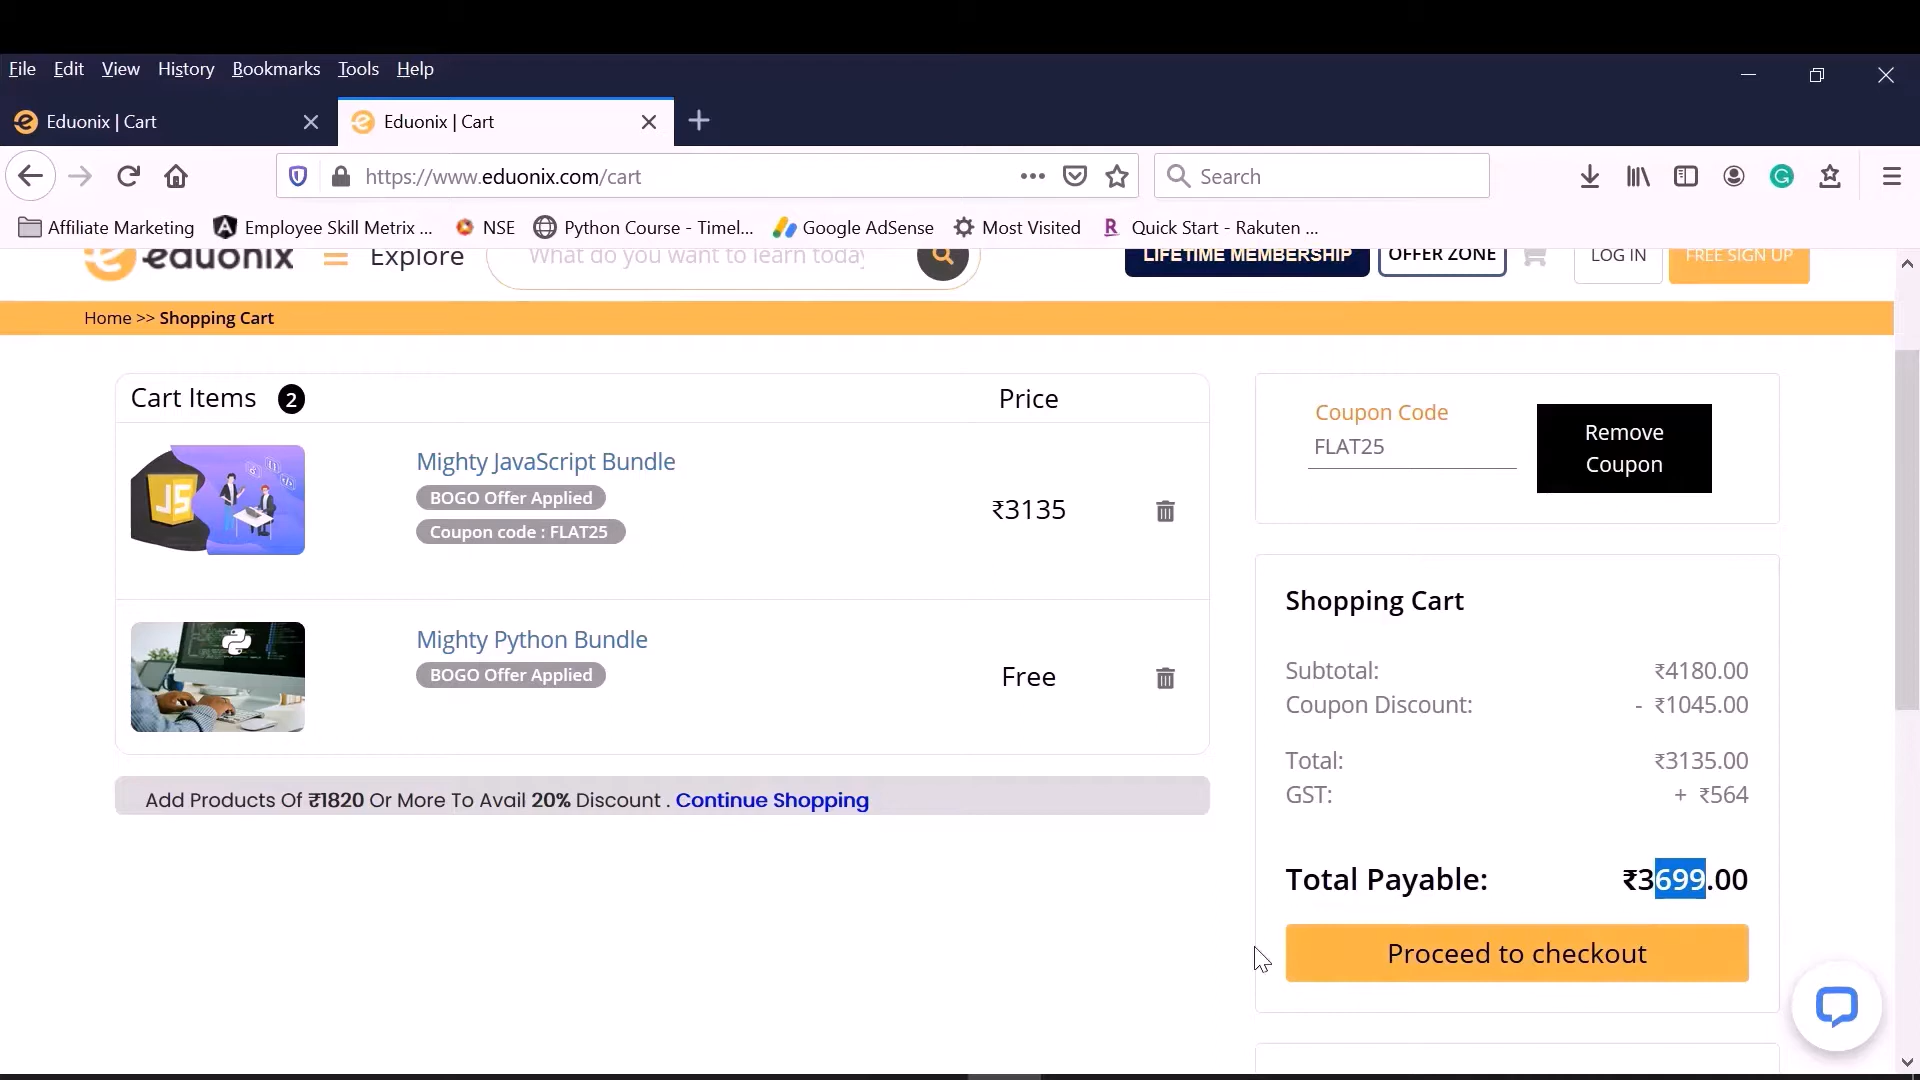 File Edit View History Bookmarks Tools Help
Eduonix | Cart
Eduonix | Cart
https://www.eduonix.com/cart
Search
Affiliate Marketing
Employee Skill Metrix ...
NSE
Python Course - Timel...
Google AdSense
Most Visited
Quick Start - Rakuten ...
eduonix
Explore
What do you want to learn today
LIFETIME MEMBERSHIP
OFFER ZONE
LOG IN
FREE SIGN UP
Home >> Shopping Cart
Cart Items 2
Price
JS
Mighty JavaScript Bundle
BOGO Offer Applied
Coupon code : FLAT25
₹3135
Mighty Python Bundle
BOGO Offer Applied
Free
Add Products Of ₹1820 Or More To Avail 20% Discount . Continue Shopping
Coupon Code
FLAT25
Remove
Coupon
Shopping Cart
Subtotal: ₹4180.00
Coupon Discount: - ₹1045.00
Total: ₹3135.00
GST: + ₹564
Total Payable: ₹3699.00
Proceed to checkout